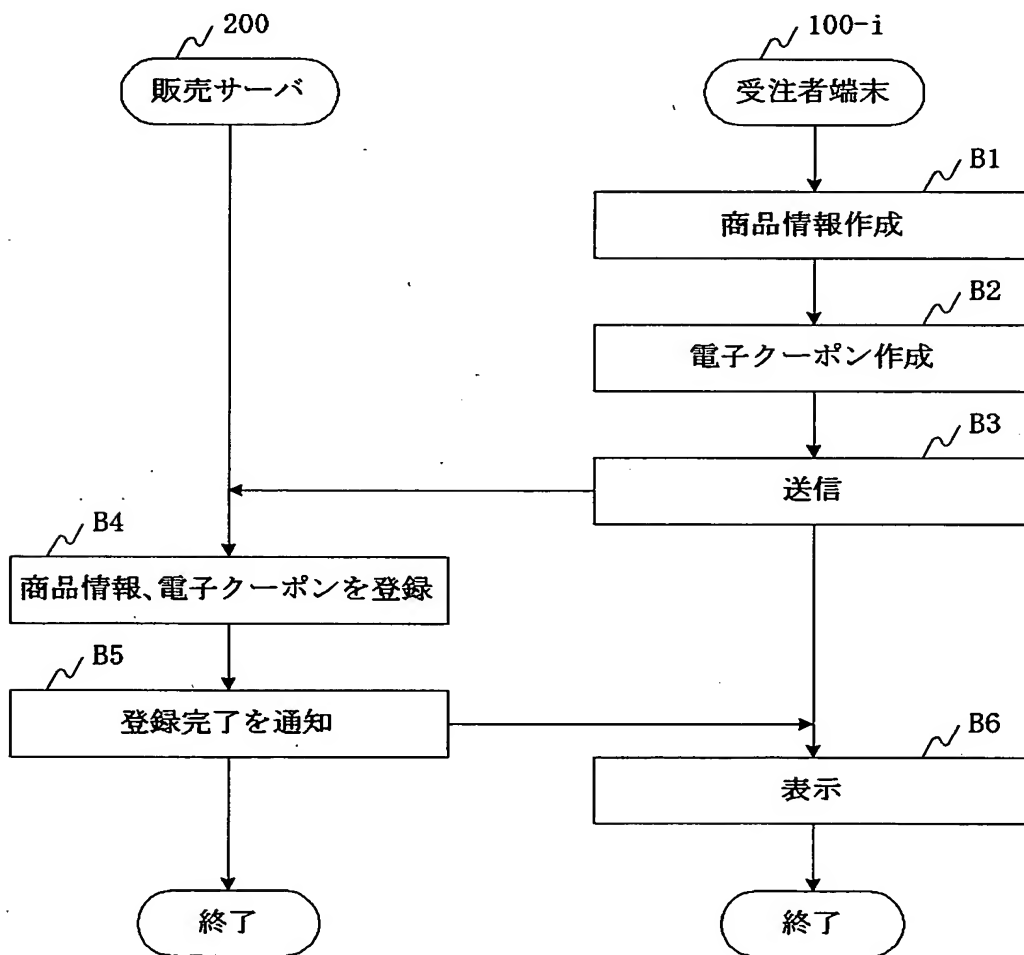 200
販売サーバ
100-i
受注者端末
B1
商品情報作成
B2
電子クーポン作成
B3
送信
B4
商品情報、電子クーポンを登録
B5
登録完了を通知
B6
表示
終了
終了